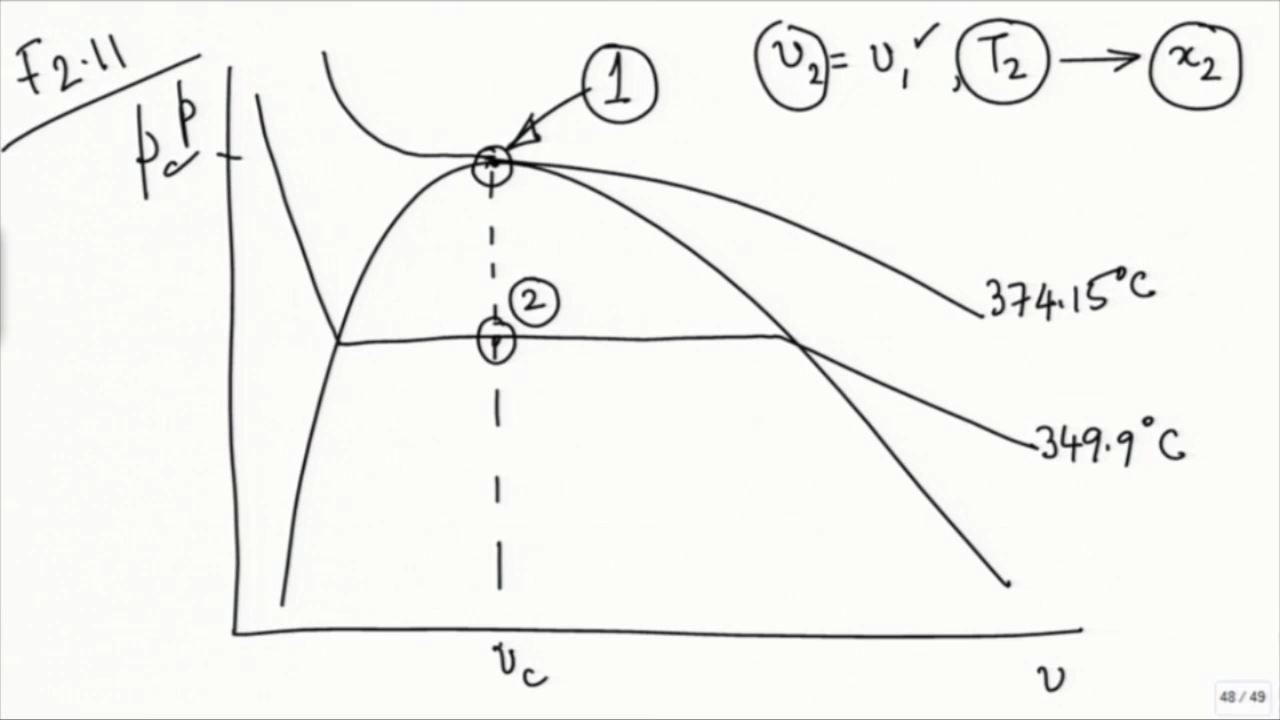 F2.11
p
pc
1
v2 = v1 ✓, T2 → x2
2
374.15°C
349.9°C
vc
v
48 / 49